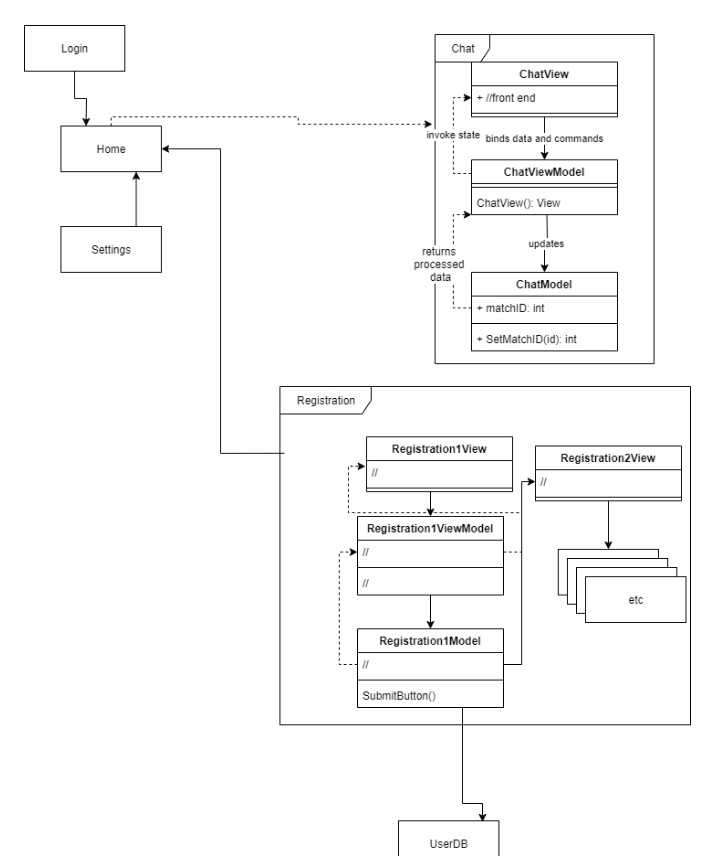 Login
Home
Settings
Chat
ChatView
+ //front end
invoke state
binds data and commands
ChatViewModel
ChatView(): View
updates
returns
processed
data
ChatModel
+ matchID: int
+ SetMatchID(id): int
Registration
Registration1View
//
Registration2View
//
Registration1ViewModel
//
//
etc
Registration1Model
//
SubmitButton()
UserDB